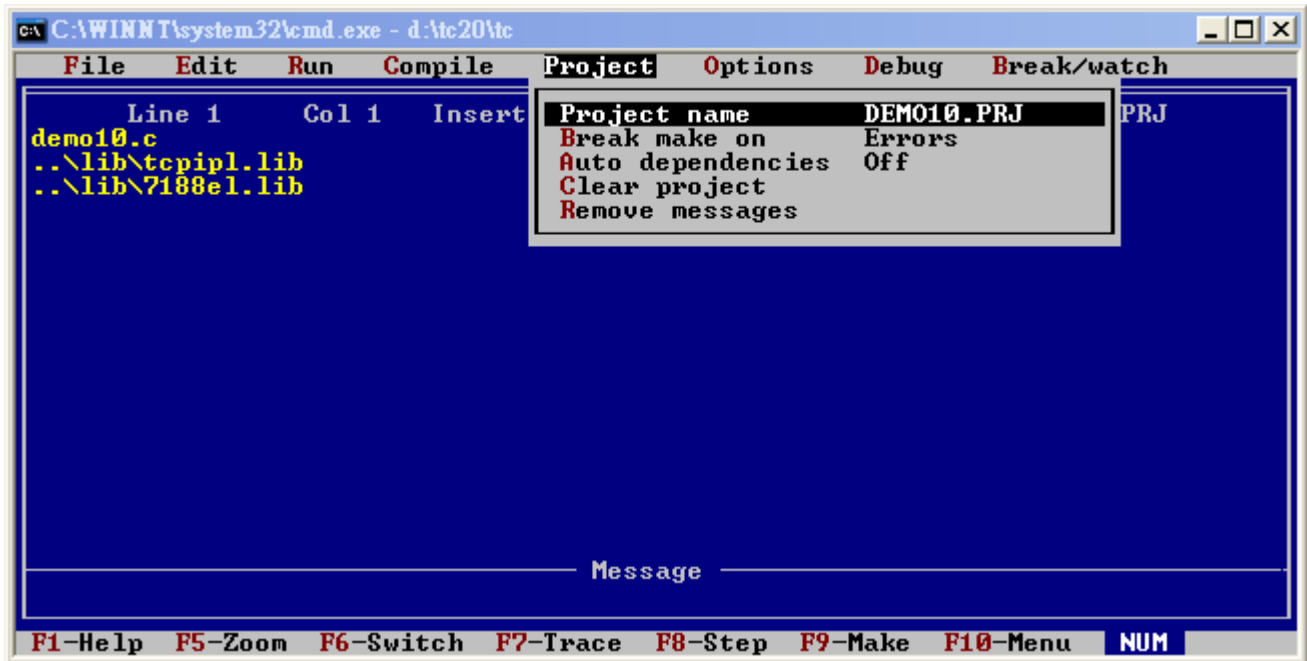 C:\WINNT\system32\cmd.exe - d:\tc20\tc
File Edit Run Compile Project Options Debug Break/watch
Line 1 Col 1 Insert PRJ
demo10.c
..\lib\tcpipl.lib
..\lib\7188el.lib
Project name DEMO10.PRJ
Break make on Errors
Auto dependencies Off
Clear project
Remove messages
Message
F1-Help F5-Zoom F6-Switch F7-Trace F8-Step F9-Make F10-Menu NUM